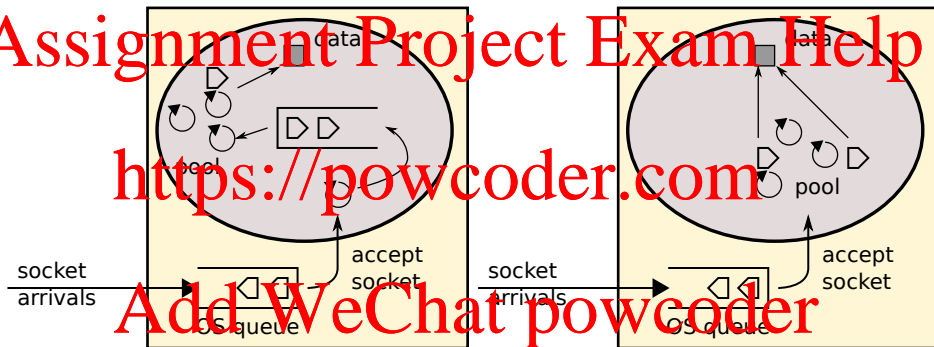 Assignment Project Exam Help
data
data
https://powcoder.com
pool
pool
accept
socket
accept
socket
socket
arrivals
socket
arrivals
Add WeChat powcoder
OS queue
OS queue